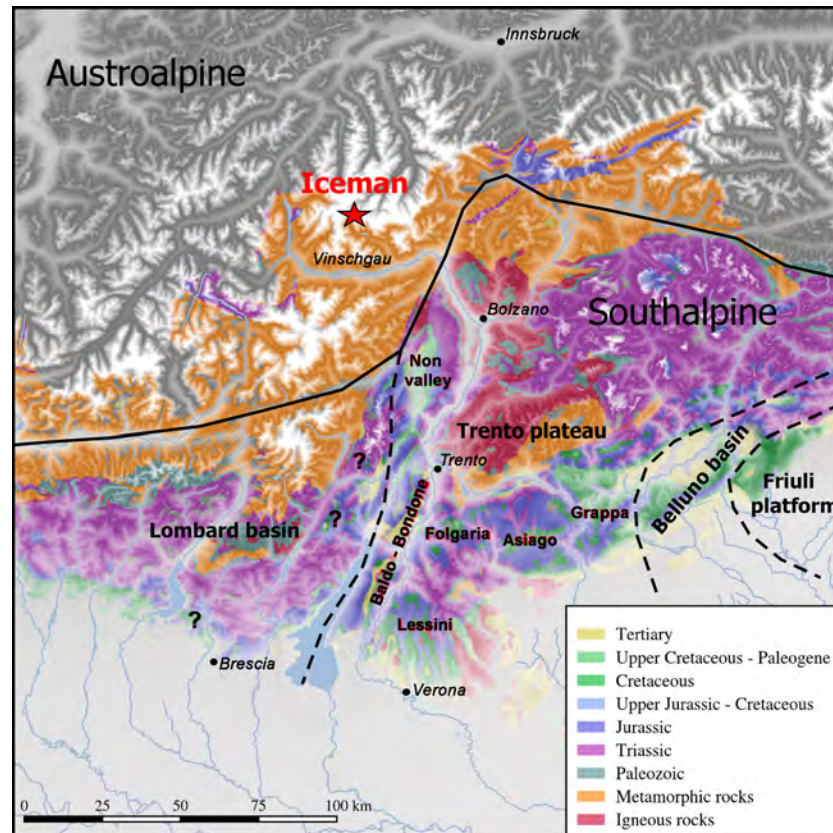 Innsbruck
Austroalpine
Iceman
Vinschgau
Bolzano
Southalpine
Non
valley
Trento plateau
?
Trento
Belluno basin
Friuli
platform
Lombard basin
?
Baldo - Bondone
Folgaria
Asiago
Grappa
?
Lessini
Brescia
Verona
Tertiary
Upper Cretaceous - Paleogene
Cretaceous
Upper Jurassic - Cretaceous
Jurassic
Triassic
Paleozoic
Metamorphic rocks
Igneous rocks
0 25 50 75 100 km